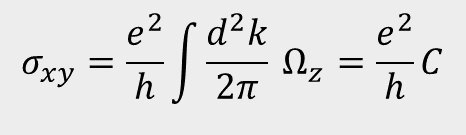 σ_xy = e²/h ∫ d²k/2π Ω_z = e²/h C